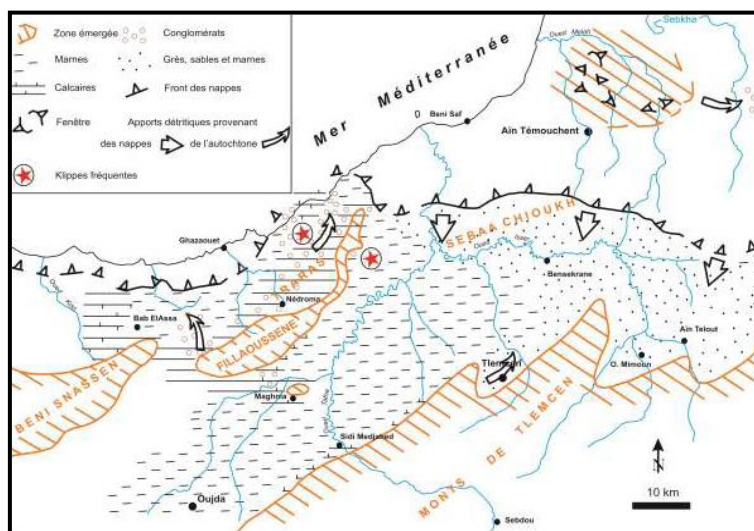 Zone émergée
Conglomérats
Marnes
Grès, sables et marnes
Calcaires
Front des nappes
Fenêtre
Apports détritiques provenant
des nappes
de l'autochtone
Klippes fréquentes
Mer Méditerranée
Sebkha
Beni Saf
Aïn Témouchent
Ghazaouet
SEBAA CHIOUKH
Bensekrane
TRARAS
Nédroma
Bab ElAssa
FILLAOUSSENE
Aïn Telout
O. Mimoun
Tlemcen
BENI SNASSEN
Maghnia
Sidi Medjahed
MONTS DE TLEMCEN
Oujda
Sebdou
N
10 km